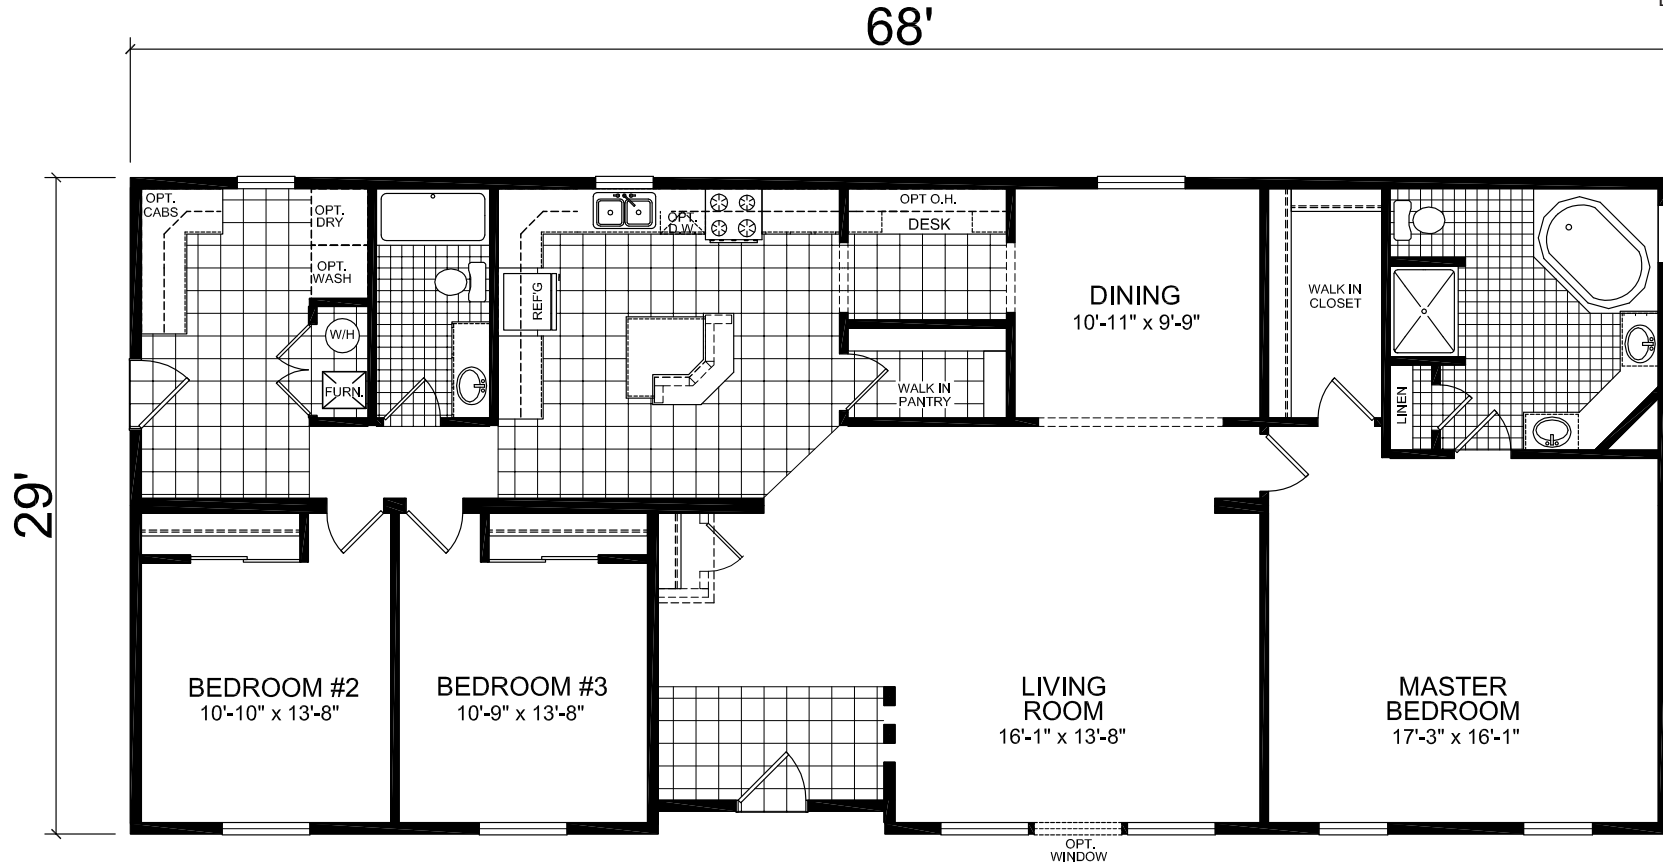 68'
29'
OPT.
CABS
OPT.
DRY
OPT.
WASH
W/H
FURN.
REF'G
OPT.
D.W.
OPT O.H.
DESK
WALK IN
PANTRY
DINING
10'-11" x 9'-9"
WALK IN
CLOSET
LINEN
BEDROOM #2
10'-10" x 13'-8"
BEDROOM #3
10'-9" x 13'-8"
LIVING
ROOM
16'-1" x 13'-8"
MASTER
BEDROOM
17'-3" x 16'-1"
OPT.
WINDOW